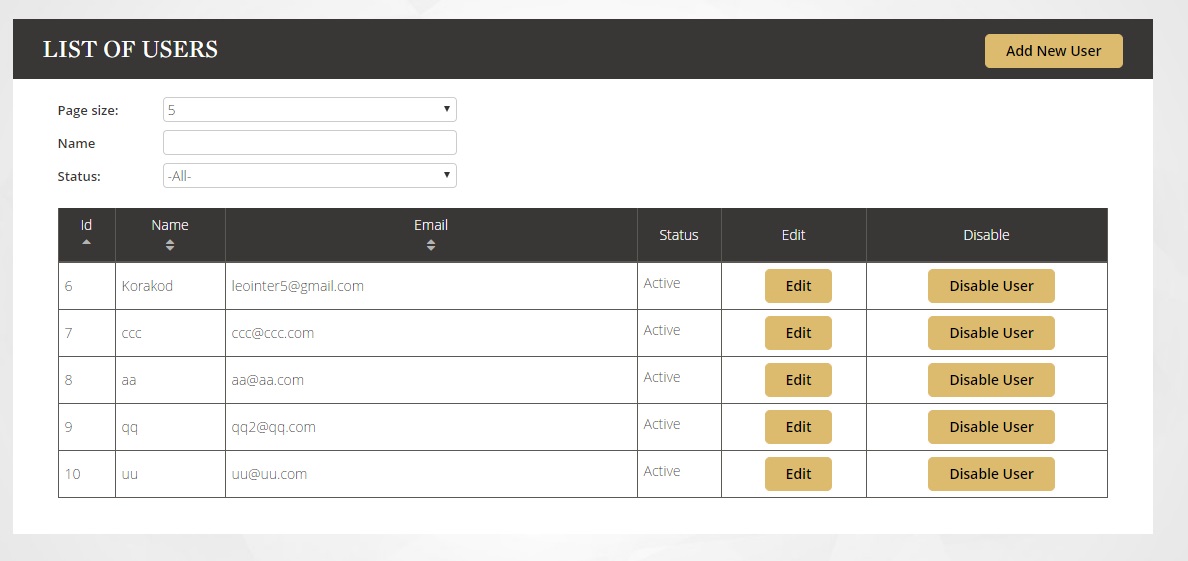 LIST OF USERS
Add New User
Page size: 5
Name
Status: -All-
Id Name Email Status Edit Disable
6 Korakod leointer5@gmail.com Active Edit Disable User
7 ccc ccc@ccc.com Active Edit Disable User
8 aa aa@aa.com Active Edit Disable User
9 qq qq2@qq.com Active Edit Disable User
10 uu uu@uu.com Active Edit Disable User